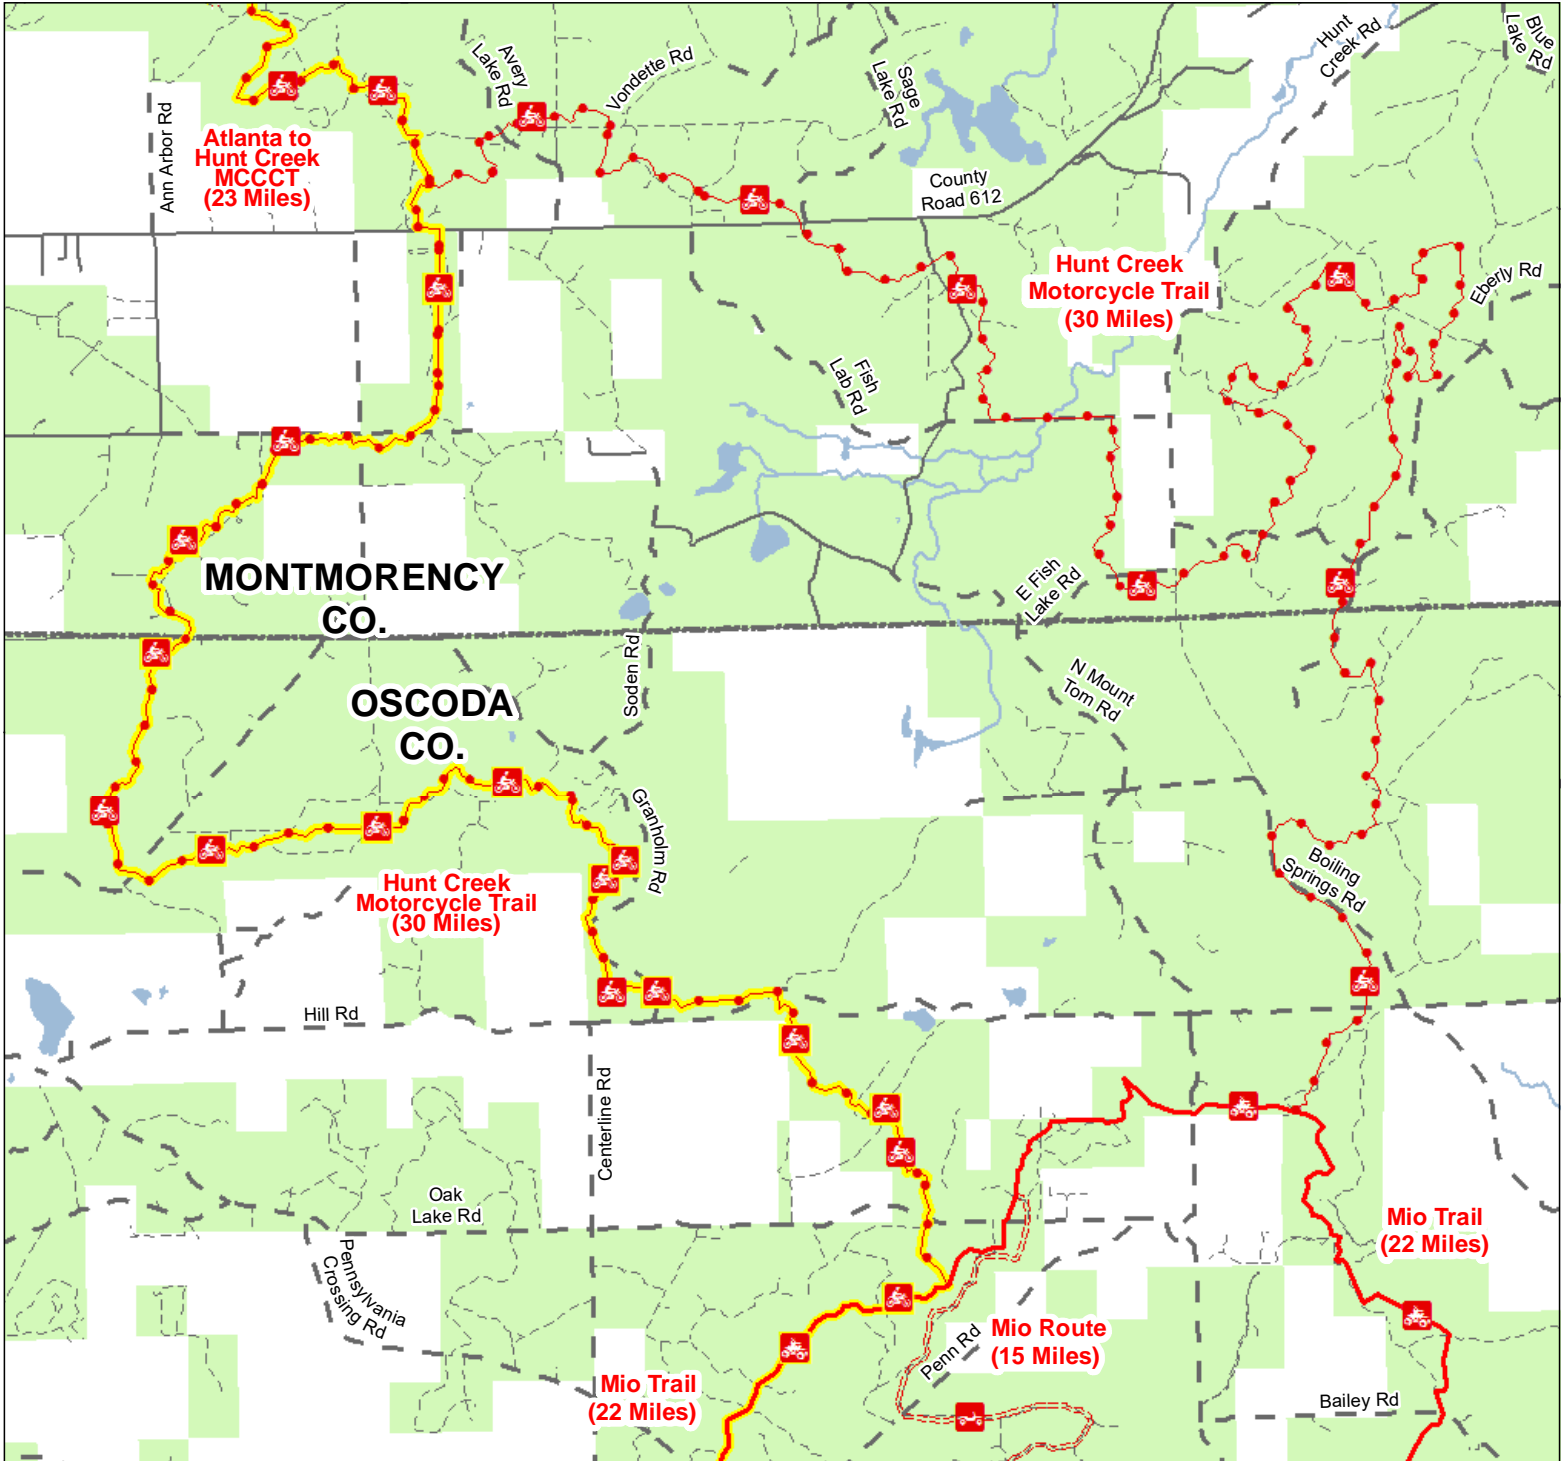 Hunt
Creek Rd
Blue
Lake Rd
Avery
Lake Rd
Vondette Rd
Sage
Lake Rd
Ann Arbor Rd
Atlanta to
Hunt Creek
MCCCT
(23 Miles)
County
Road 612
Hunt Creek
Motorcycle Trail
(30 Miles)
Eberly Rd
Fish
Lab Rd
MONTMORENCY
CO.
E Fish
Lake Rd
Soden Rd
N Mount
Tom Rd
OSCODA
CO.
Granholm Rd
Boiling
Springs Rd
Hunt Creek
Motorcycle Trail
(30 Miles)
Hill Rd
Centerline Rd
Oak
Lake Rd
Mio Trail
(22 Miles)
Pennsylvania
Crossing Rd
Penn Rd
Mio Route
(15 Miles)
Mio Trail
(22 Miles)
Bailey Rd